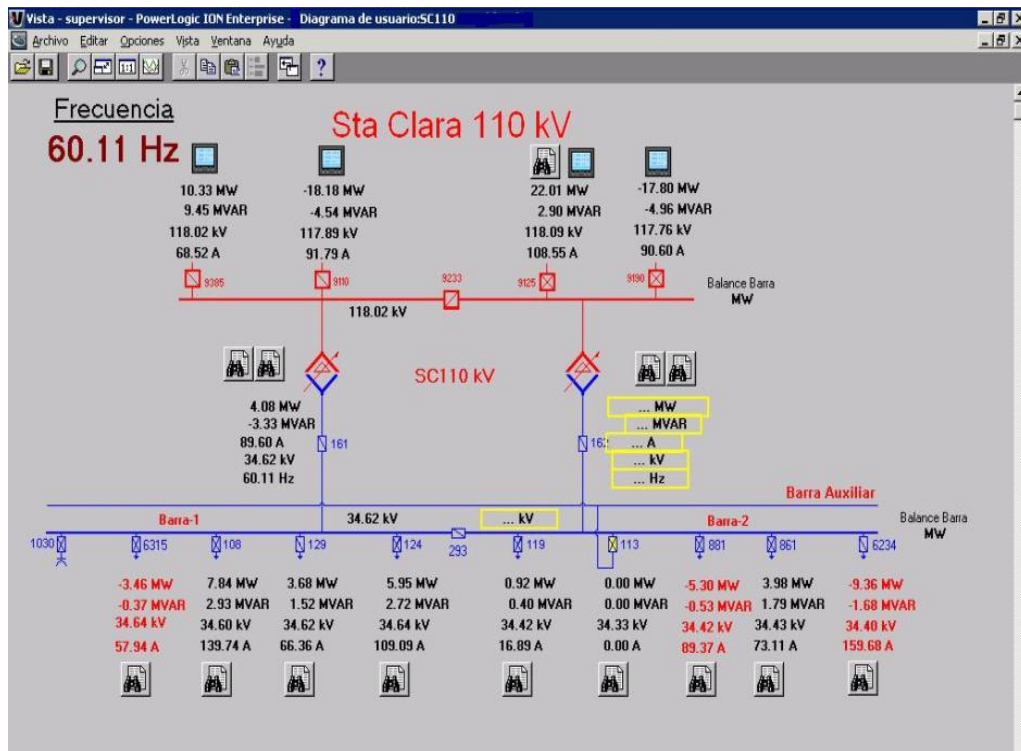 Vista - supervisor - PowerLogic ION Enterprise - Diagrama de usuario:SC110
Archivo Editar Opciones Vista Ventana Ayuda
1:1 ?
Frecuencia
60.11 Hz
Sta Clara 110 kV
10.33 MW
9.45 MVAR
118.02 kV
68.52 A
-18.18 MW
-4.54 MVAR
117.89 kV
91.79 A
22.01 MW
2.90 MVAR
118.09 kV
108.55 A
-17.80 MW
-4.96 MVAR
117.76 kV
90.60 A
9385 9110 9233 9125 9190
Balance Barra
MW
118.02 kV
SC110 kV
4.08 MW
-3.33 MVAR
89.60 A
34.62 kV
60.11 Hz
161
162
... MW
... MVAR
... A
... kV
... Hz
Barra Auxiliar
Barra-1 34.62 kV ... kV Barra-2
Balance Barra
MW
1030 6315 108 129 124 293 119 113 881 861 6234
-3.46 MW 7.84 MW 3.68 MW 5.95 MW 0.92 MW 0.00 MW -5.30 MW 3.98 MW -9.36 MW
-0.37 MVAR 2.93 MVAR 1.52 MVAR 2.72 MVAR 0.40 MVAR 0.00 MVAR -0.53 MVAR 1.79 MVAR -1.68 MVAR
34.64 kV 34.60 kV 34.62 kV 34.64 kV 34.42 kV 34.33 kV 34.42 kV 34.43 kV 34.40 kV
57.94 A 139.74 A 66.36 A 109.09 A 16.89 A 0.00 A 89.37 A 73.11 A 159.68 A